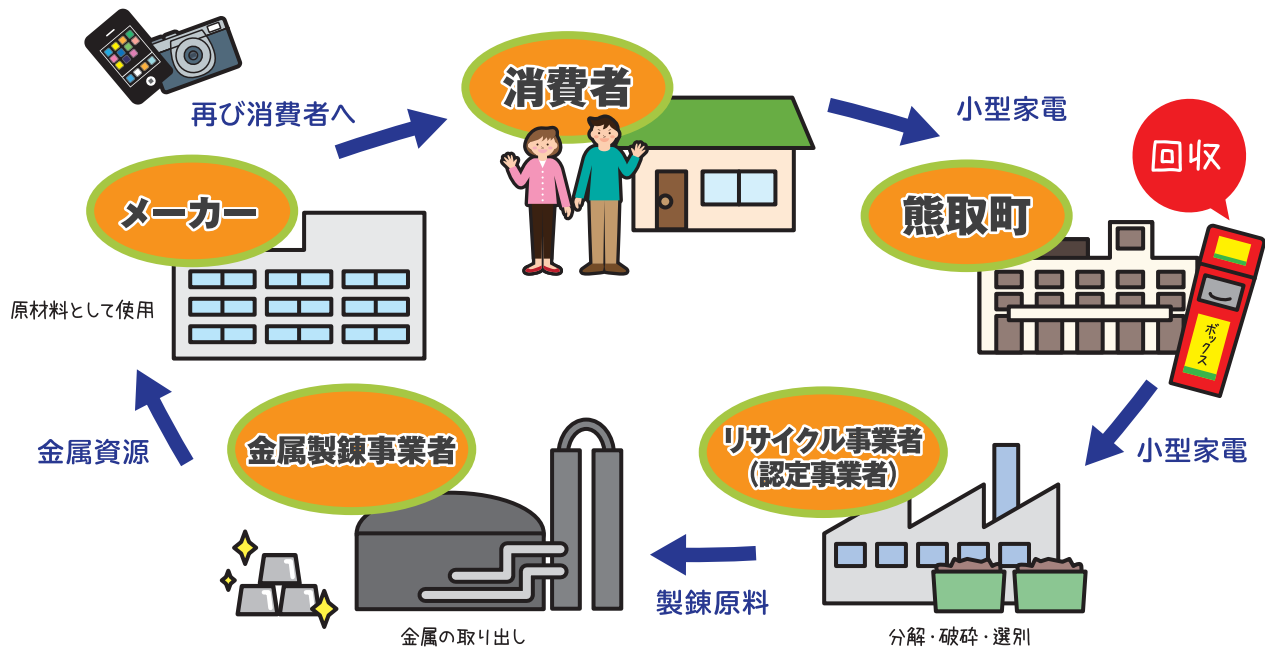 消費者
小型家電
熊取町
回収
ボックス
小型家電
リサイクル事業者
（認定事業者）
分解・破砕・選別
製錬原料
金属製錬事業者
金属の取り出し
金属資源
メーカー
原材料として使用
再び消費者へ